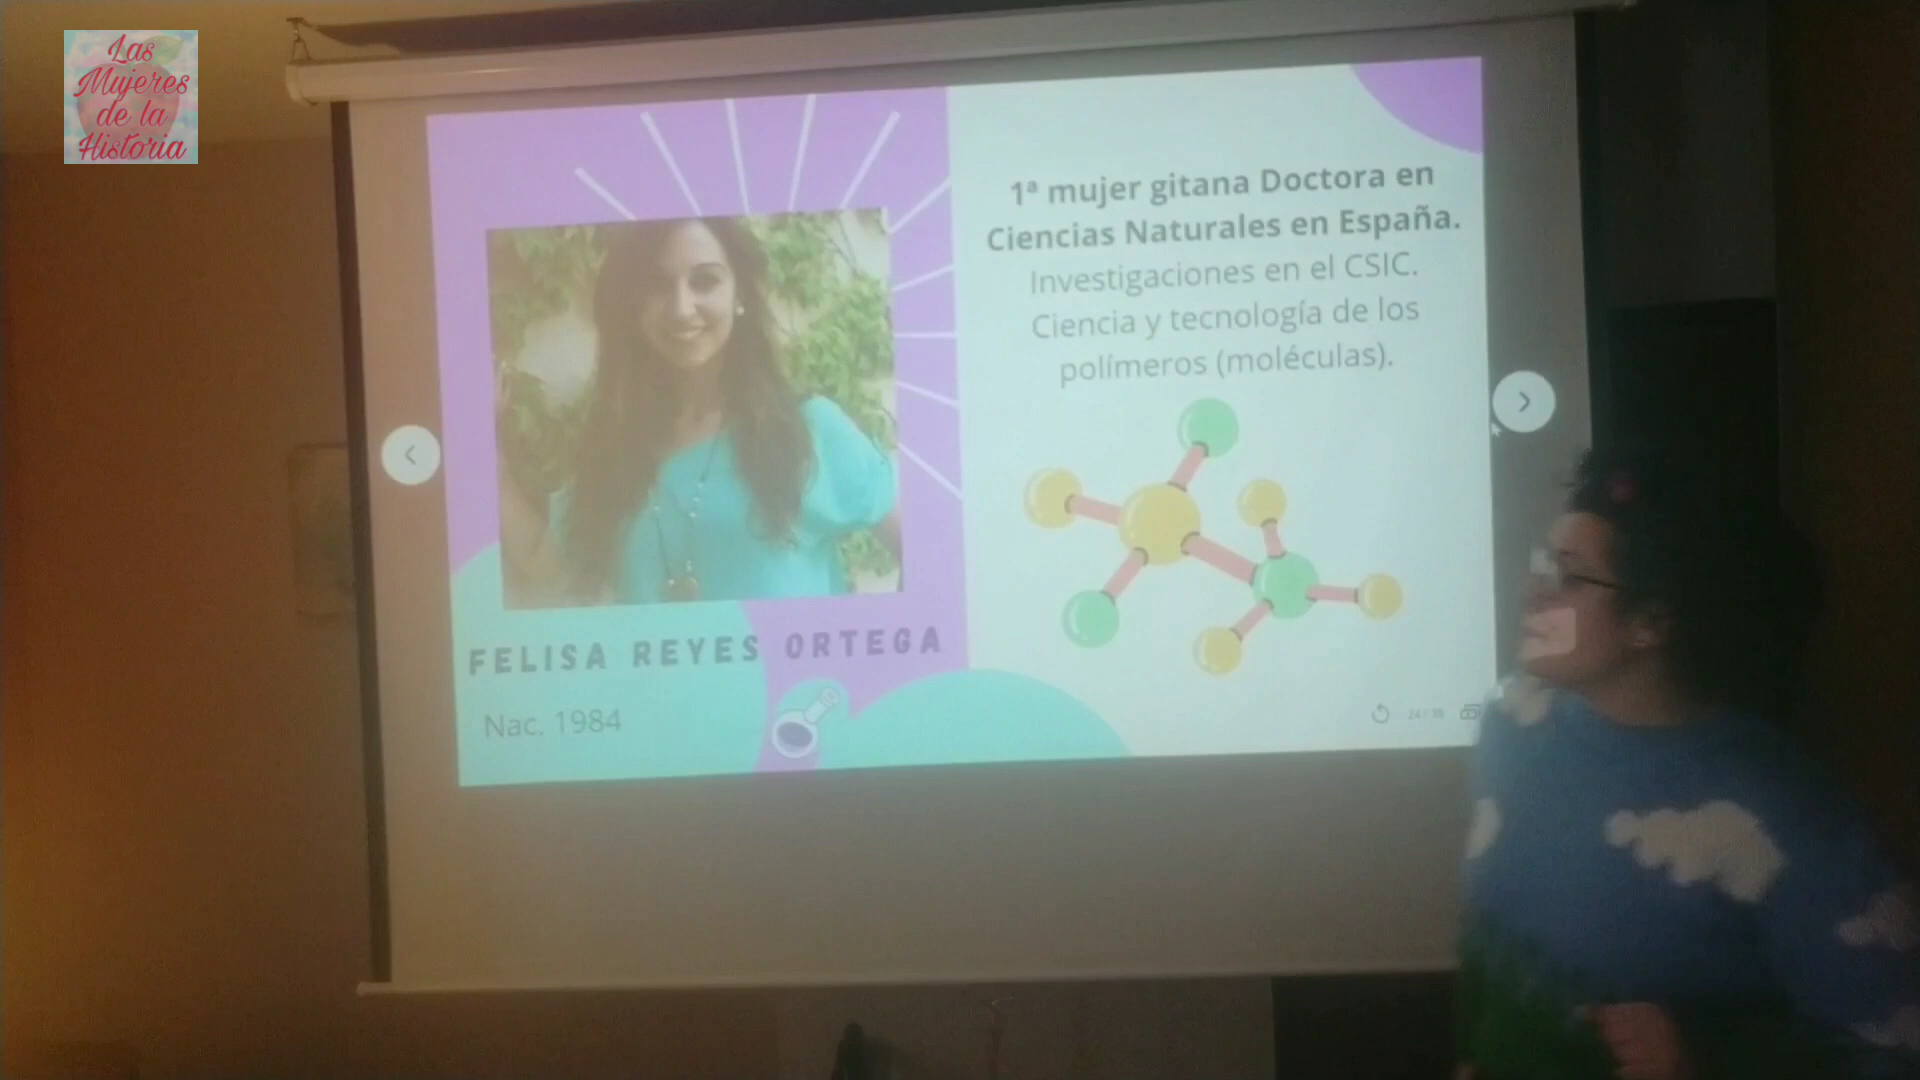 Las
Mujeres
de la
Historia
1ª mujer gitana Doctora en
Ciencias Naturales en España.
Investigaciones en el CSIC.
Ciencia y tecnología de los
polímeros (moléculas).
FELISA REYES ORTEGA
Nac. 1984